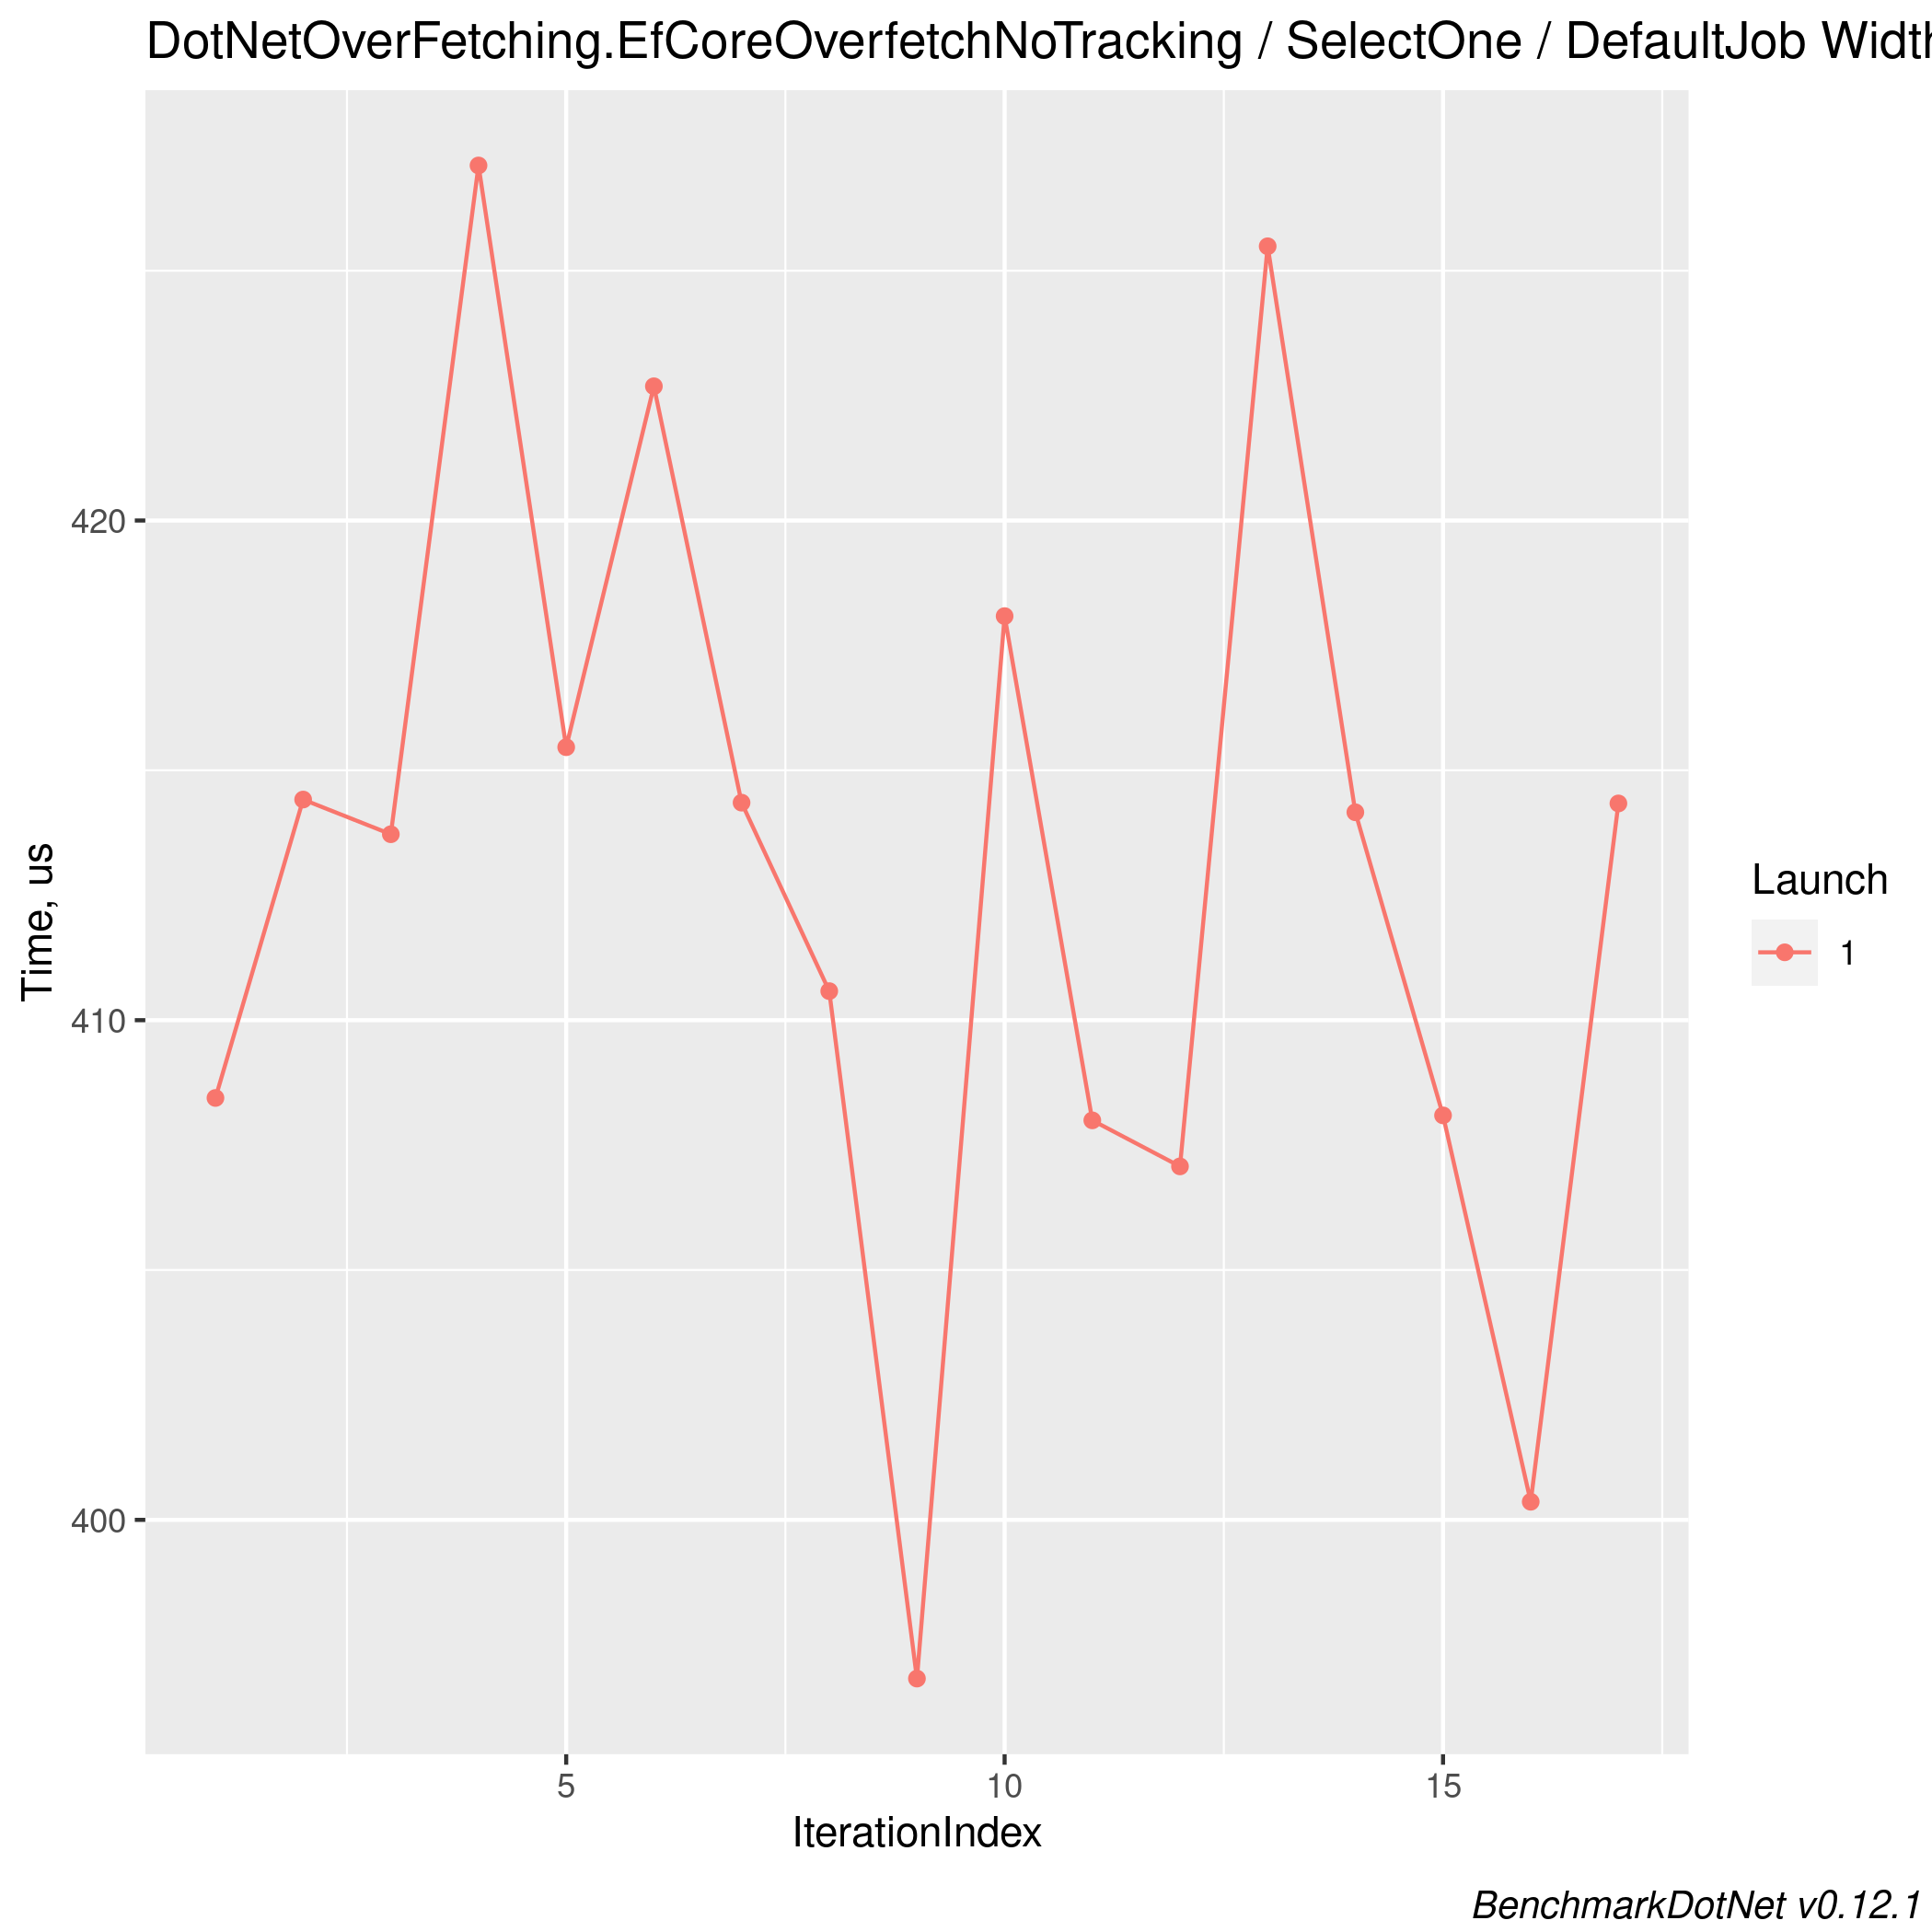 DotNetOverFetching.EfCoreOverfetchNoTracking / SelectOne / DefaultJob Width
420
410
400
Time, us
5 10 15
IterationIndex
Launch
1
BenchmarkDotNet v0.12.1